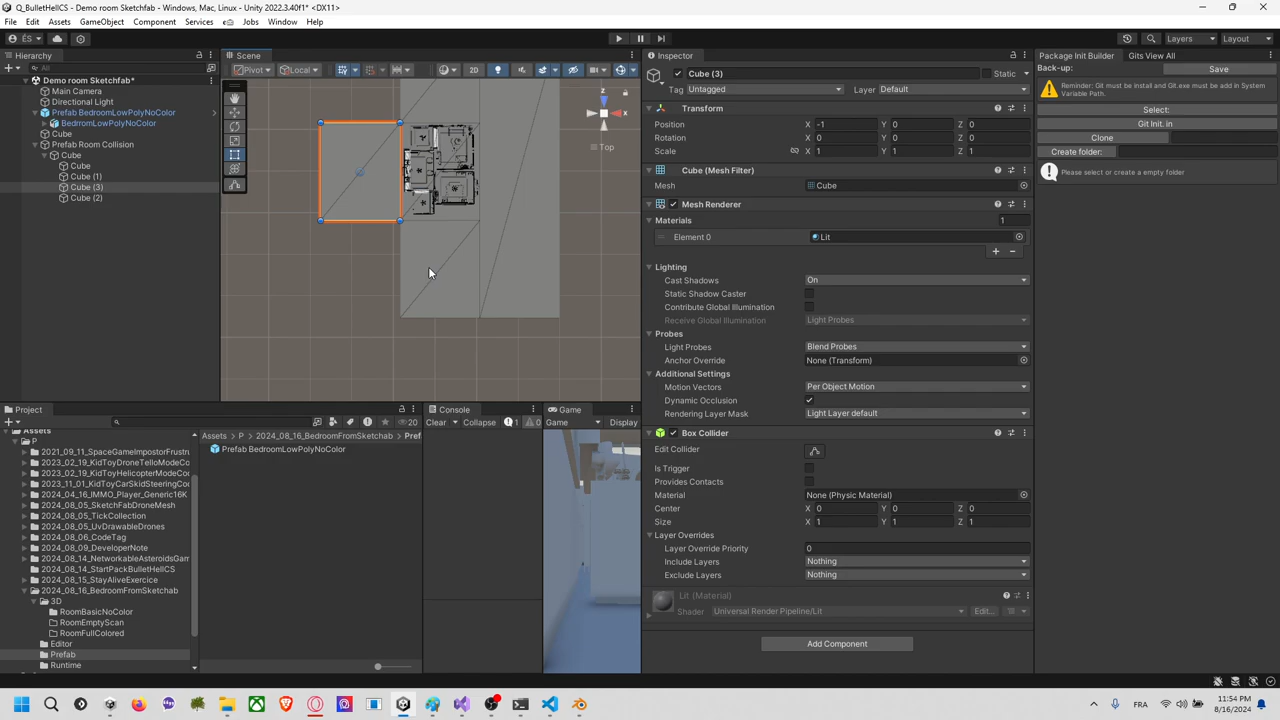 Q_BulletHellCS - Demo room Sketchfab - Windows, Mac, Linux - Unity 2022.3.40f1* <DX11>
File Edit Assets GameObject Component Services Jobs Window Help
ÉS Layers Layout
Hierarchy Scene Inspector Package Init Builder Gits View All
All
Pivot Local 2D
Demo room Sketchfab*
Main Camera
Directional Light
Prefab BedroomLowPolyNoColor
BedrromLowPolyNoColor
Cube
Prefab Room Collision
Cube
Cube
Cube (1)
Cube (3)
Cube (2)
z
x
Top
Cube (3) Static
Tag Untagged Layer Default
Transform
Position X -1 Y 0 Z 0
Rotation X 0 Y 0 Z 0
Scale X 1 Y 1 Z 1
Cube (Mesh Filter)
Mesh Cube
Mesh Renderer
Materials 1
Element 0 Lit
Lighting
Cast Shadows On
Static Shadow Caster
Contribute Global Illumination
Receive Global Illumination Light Probes
Probes
Light Probes Blend Probes
Anchor Override None (Transform)
Additional Settings
Motion Vectors Per Object Motion
Dynamic Occlusion
Rendering Layer Mask Light Layer default
Box Collider
Edit Collider
Is Trigger
Provides Contacts
Material None (Physic Material)
Center X 0 Y 0 Z 0
Size X 1 Y 1 Z 1
Layer Overrides
Layer Override Priority 0
Include Layers Nothing
Exclude Layers Nothing
Lit (Material)
Shader Universal Render Pipeline/Lit Edit...
Add Component
Back-up: Save
Reminder: Git must be install and Git.exe must be add in System Variable Path.
Select:
Git Init. in
Clone
Create folder:
Please select or create a empty folder
Project Console Game
20 Clear Collapse 1 0 Game Display
Assets
P
2021_09_11_SpaceGameImpostorFrustru
2023_02_19_KidToyDroneTelloModeCo
2023_02_19_KidToyHelicopterModeCo
2023_11_01_KidToyCarSkidSteeringCo
2024_04_16_IMMO_Player_Generic16K
2024_08_05_SketchFabDroneMesh
2024_08_05_TickCollection
2024_08_05_UvDrawableDrones
2024_08_06_CodeTag
2024_08_09_DeveloperNote
2024_08_14_NetworkableAsteroidsGam
2024_08_14_StartPackBulletHellCS
2024_08_15_StayAliveExercice
2024_08_16_BedroomFromSketchab
3D
RoomBasicNoColor
RoomEmptyScan
RoomFullColored
Editor
Prefab
Runtime
Assets > P > 2024_08_16_BedroomFromSketchab > Pref
Prefab BedroomLowPolyNoColor
FRA
11:54 PM
8/16/2024